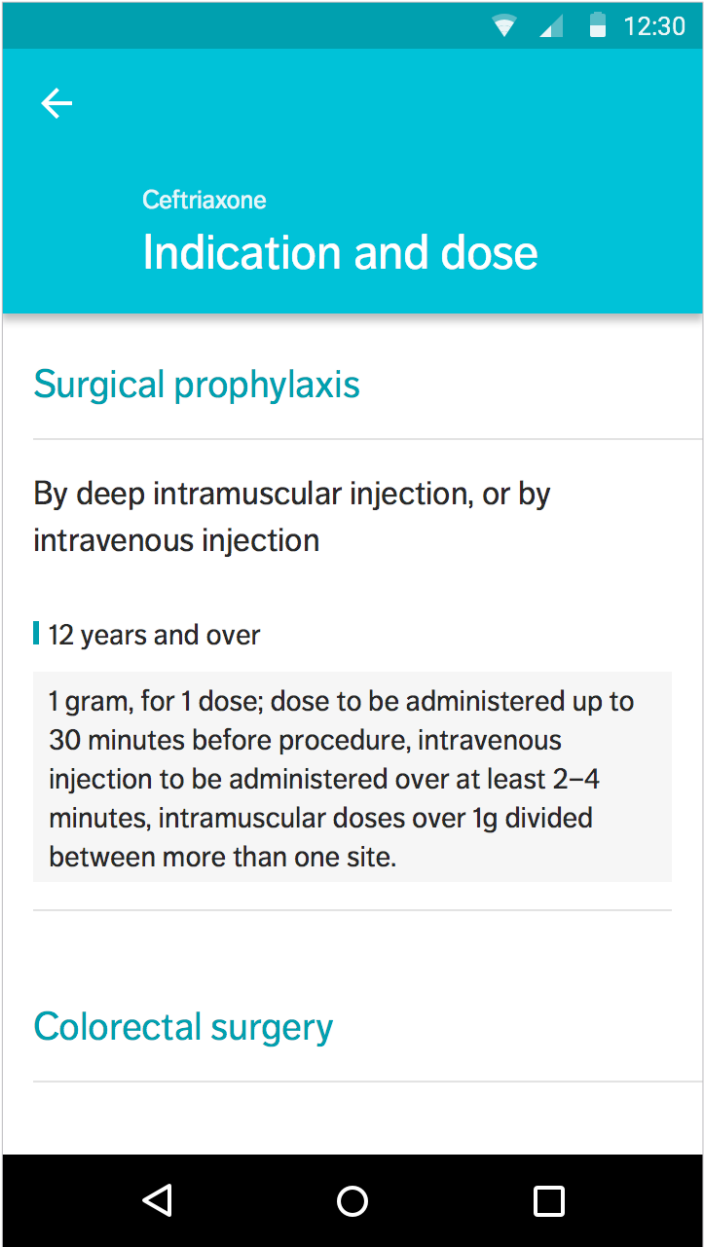 12:30
Ceftriaxone
Indication and dose
Surgical prophylaxis
By deep intramuscular injection, or by
intravenous injection
12 years and over
1 gram, for 1 dose; dose to be administered up to
30 minutes before procedure, intravenous
injection to be administered over at least 2–4
minutes, intramuscular doses over 1g divided
between more than one site.
Colorectal surgery